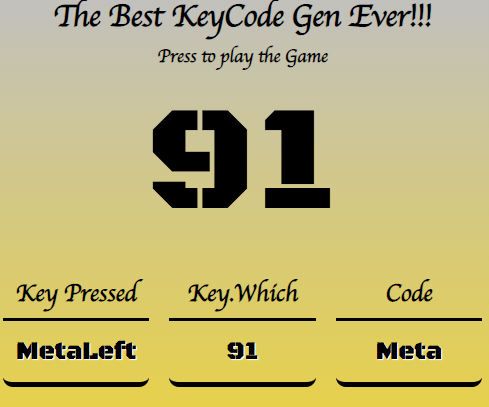 The Best KeyCode Gen Ever!!!
Press to play the Game
91
Key Pressed Key.Which Code
MetaLeft 91 Meta